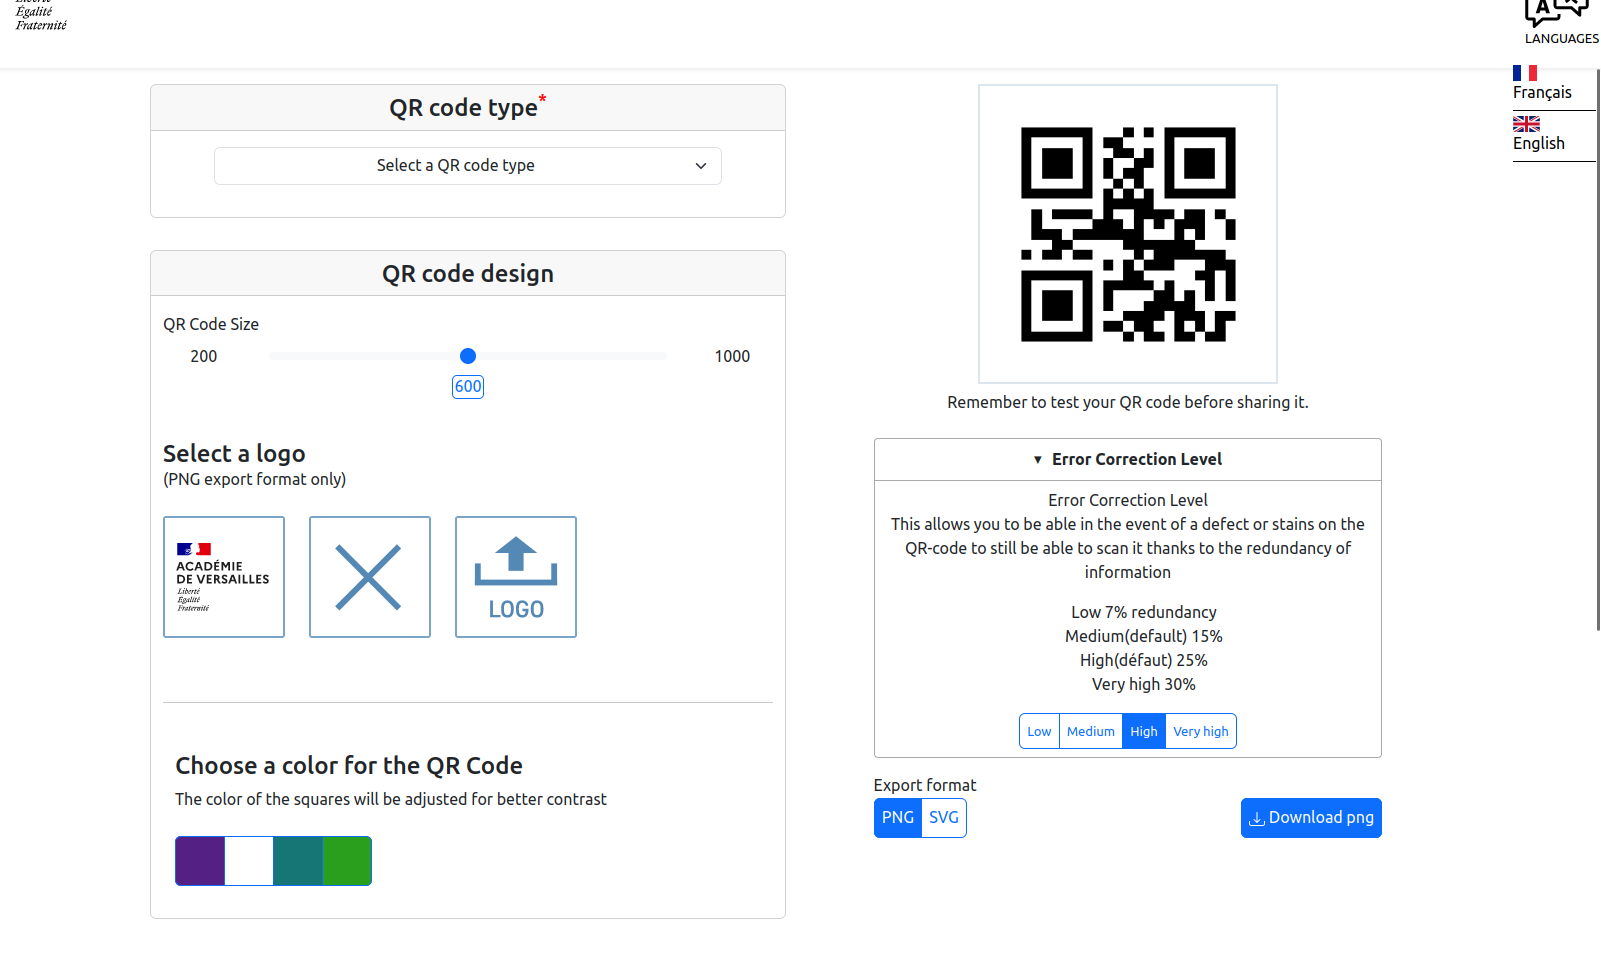 Égalité
Fraternité
LANGUAGES
Français
English
QR code type*
Select a QR code type
QR code design
QR Code Size
200
1000
600
Select a logo
(PNG export format only)
ACADÉMIE
DE VERSAILLES
Liberté
Égalité
Fraternité
LOGO
Choose a color for the QR Code
The color of the squares will be adjusted for better contrast
Remember to test your QR code before sharing it.
▼ Error Correction Level
Error Correction Level
This allows you to be able in the event of a defect or stains on the
QR-code to still be able to scan it thanks to the redundancy of
information
Low 7% redundancy
Medium(default) 15%
High(défaut) 25%
Very high 30%
Low Medium High Very high
Export format
PNG SVG
Download png